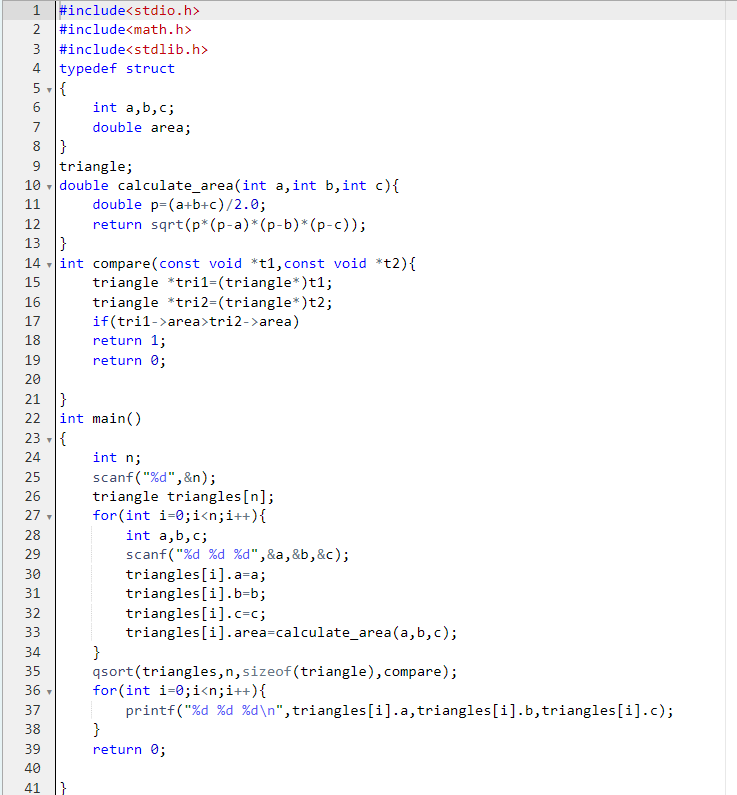 1 #include<stdio.h>
2 #include<math.h>
3 #include<stdlib.h>
4 typedef struct
5 {
6     int a,b,c;
7     double area;
8 }
9 triangle;
10 double calculate_area(int a,int b,int c){
11     double p=(a+b+c)/2.0;
12     return sqrt(p*(p-a)*(p-b)*(p-c));
13 }
14 int compare(const void *t1,const void *t2){
15     triangle *tri1=(triangle*)t1;
16     triangle *tri2=(triangle*)t2;
17     if(tri1->area>tri2->area)
18     return 1;
19     return 0;
20
21 }
22 int main()
23 {
24     int n;
25     scanf("%d",&n);
26     triangle triangles[n];
27     for(int i=0;i<n;i++){
28         int a,b,c;
29         scanf("%d %d %d",&a,&b,&c);
30         triangles[i].a=a;
31         triangles[i].b=b;
32         triangles[i].c=c;
33         triangles[i].area=calculate_area(a,b,c);
34     }
35     qsort(triangles,n,sizeof(triangle),compare);
36     for(int i=0;i<n;i++){
37         printf("%d %d %d\n",triangles[i].a,triangles[i].b,triangles[i].c);
38     }
39     return 0;
40
41 }